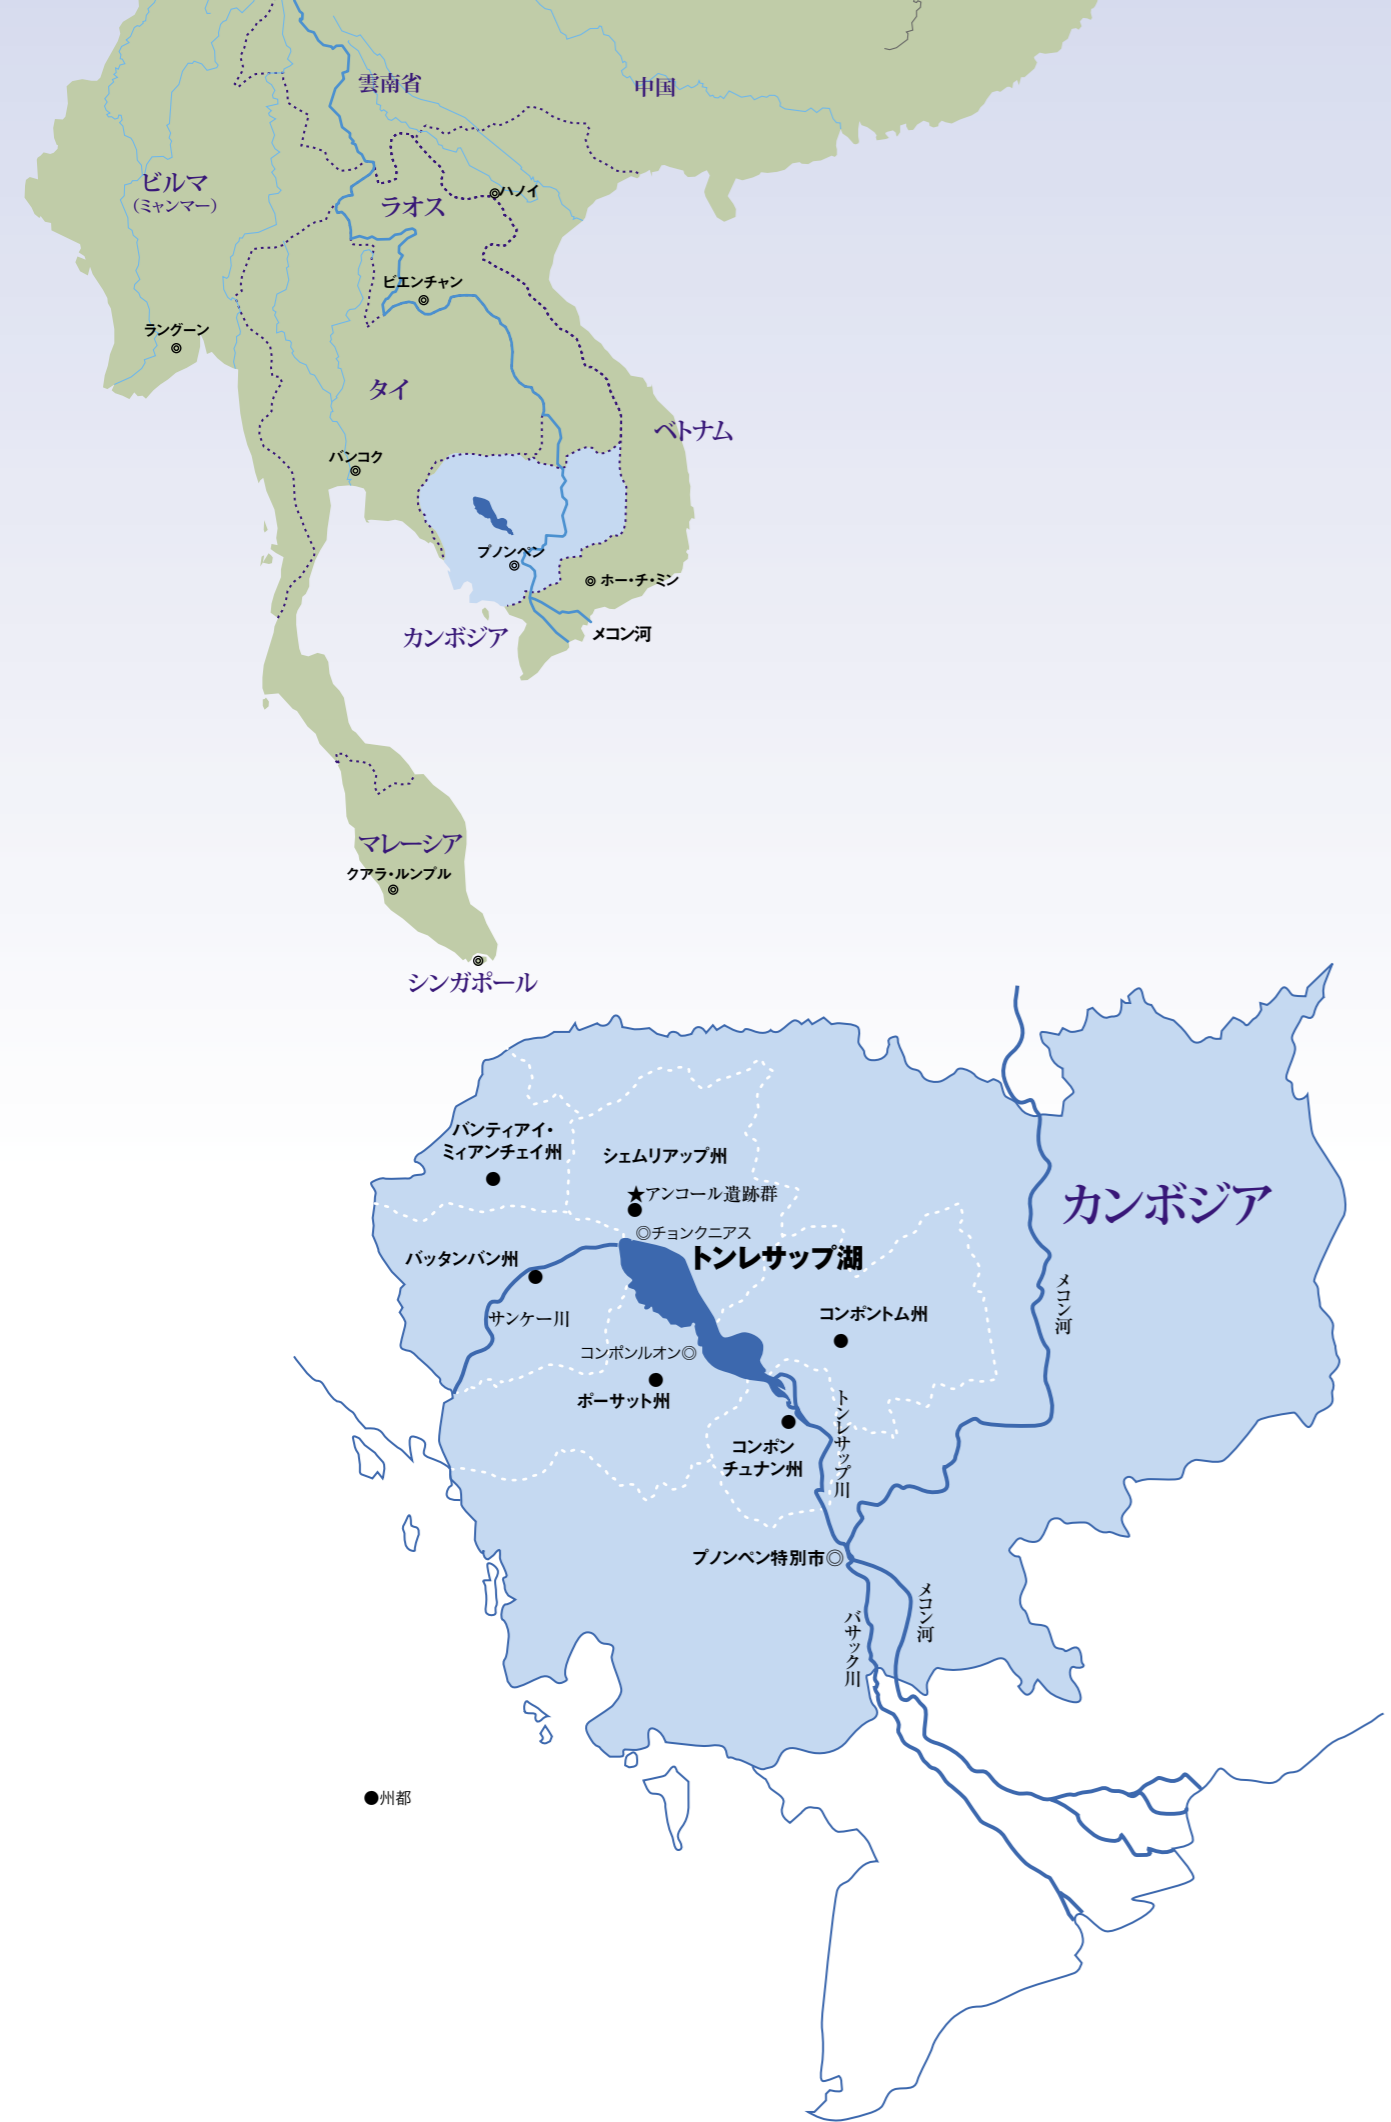 雲南省
中国
ビルマ
（ミャンマー）
ハノイ
ラオス
ビエンチャン
ラングーン
タイ
ベトナム
バンコク
プノンペン
ホー・チ・ミン
カンボジア
メコン河
マレーシア
クアラ・ルンプル
シンガポール
バンティアイ・
ミィアンチェイ州
シェムリアップ州
★アンコール遺跡群
◎チョンクニアス
カンボジア
トンレサップ湖
バッタンバン州
サンケー川
コンポントム州
メコン河
コンポンルオン◎
ポーサット州
トンレサップ川
コンポン
チュナン州
プノンペン特別市◎
メコン河
バサック川
●州都